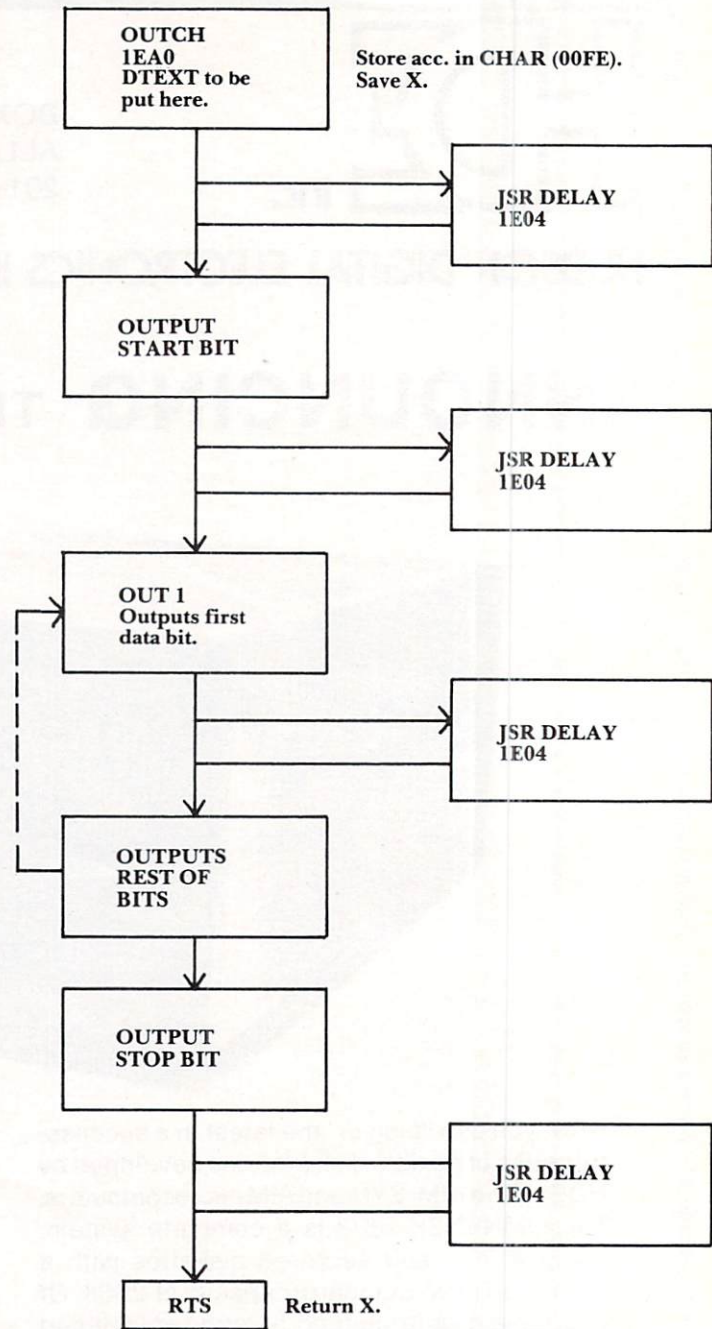 OUTCH
1EA0
DTEXT to be
put here.
Store acc. in CHAR (00FE).
Save X.
JSR DELAY
1E04
OUTPUT
START BIT
JSR DELAY
1E04
OUT 1
Outputs first
data bit.
JSR DELAY
1E04
OUTPUTS
REST OF
BITS
OUTPUT
STOP BIT
JSR DELAY
1E04
RTS
Return X.